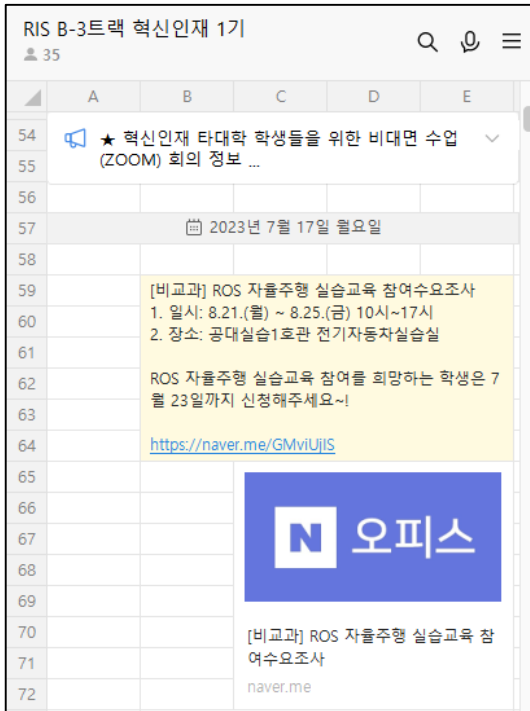 RIS B-3트랙 혁신인재 1기
35
A B C D E
54
★ 혁신인재 타대학 학생들을 위한 비대면 수업
55
(ZOOM) 회의 정보 ...
56
57
2023년 7월 17일 월요일
58
59
[비교과] ROS 자율주행 실습교육 참여수요조사
1. 일시: 8.21.(월) ~ 8.25.(금) 10시~17시
60
2. 장소: 공대실습1호관 전기자동차실습실
61
62
ROS 자율주행 실습교육 참여를 희망하는 학생은 7
63
월 23일까지 신청해주세요~!
64
https://naver.me/GMviUjIS
65
66
67
N 오피스
68
69
70
[비교과] ROS 자율주행 실습교육 참
71
여수요조사
72
naver.me